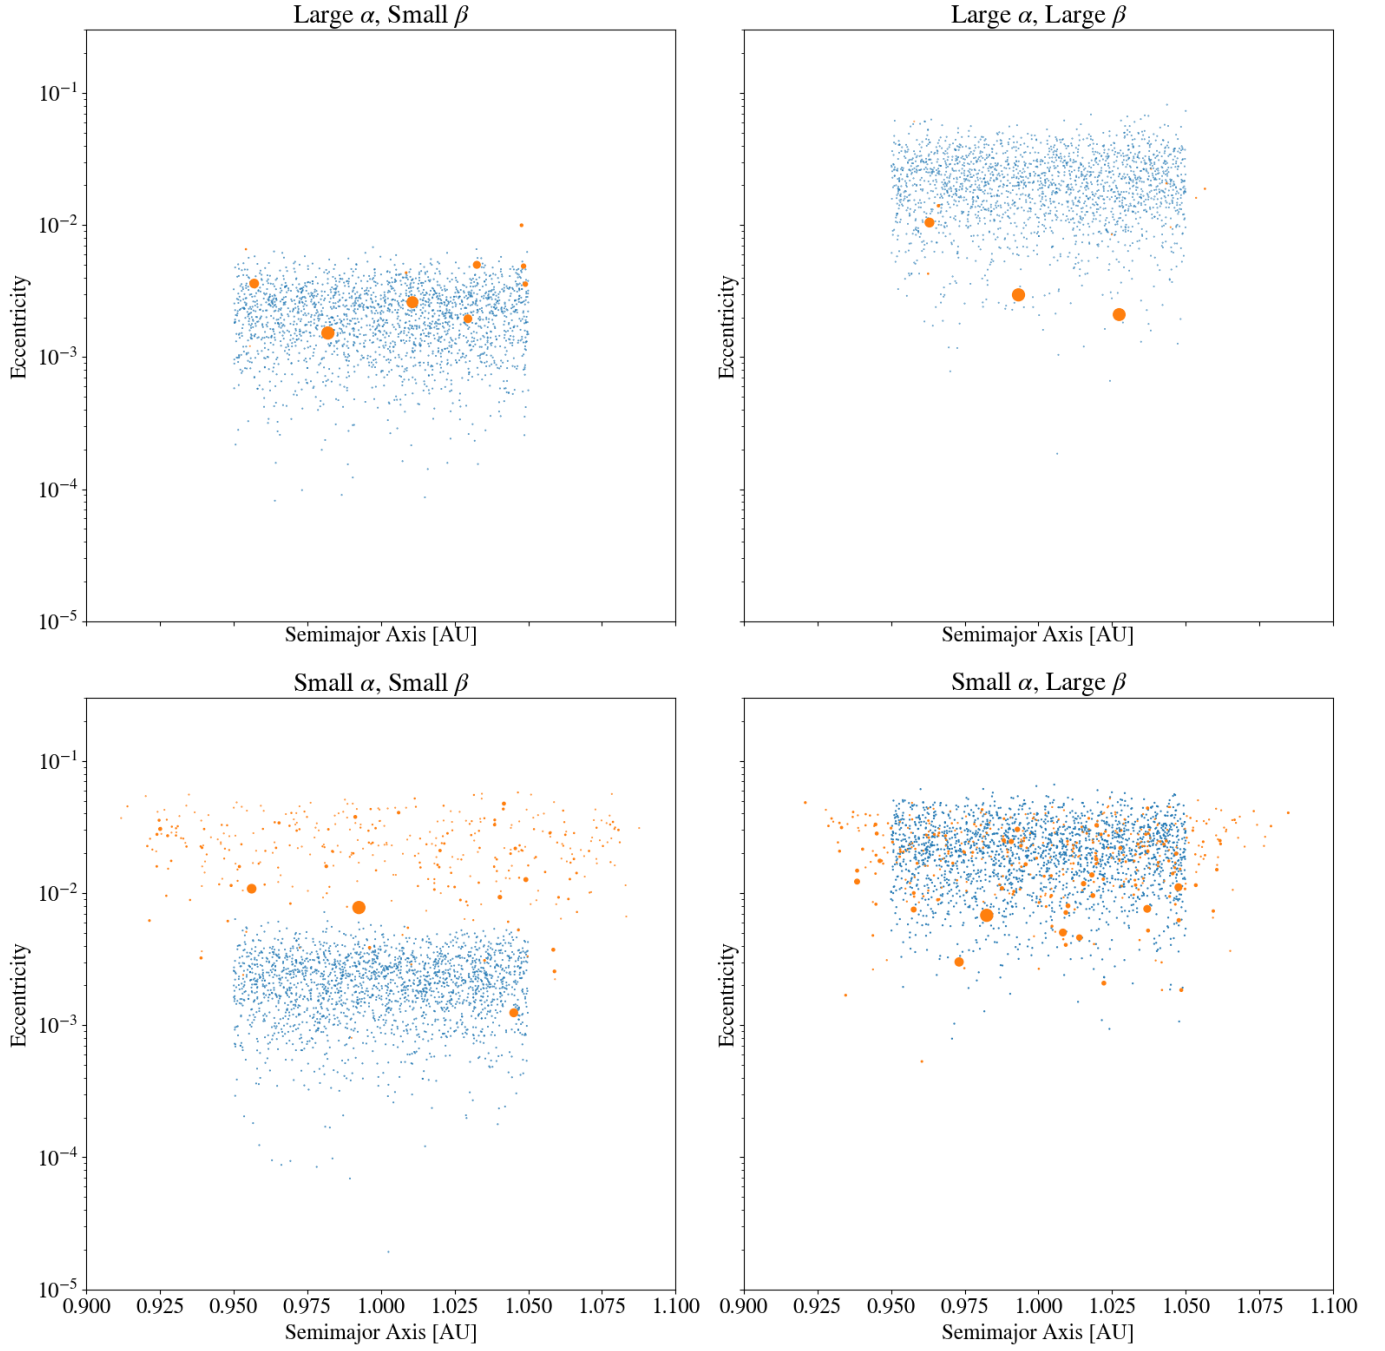 Large α, Small β
Large α, Large β
10⁻¹
10⁻²
10⁻³
10⁻⁴
10⁻⁵
Eccentricity
Eccentricity
Semimajor Axis [AU]
Semimajor Axis [AU]
Small α, Small β
Small α, Large β
10⁻¹
10⁻²
10⁻³
10⁻⁴
10⁻⁵
Eccentricity
Eccentricity
0.900 0.925 0.950 0.975 1.000 1.025 1.050 1.075 1.100
0.900 0.925 0.950 0.975 1.000 1.025 1.050 1.075 1.100
Semimajor Axis [AU]
Semimajor Axis [AU]